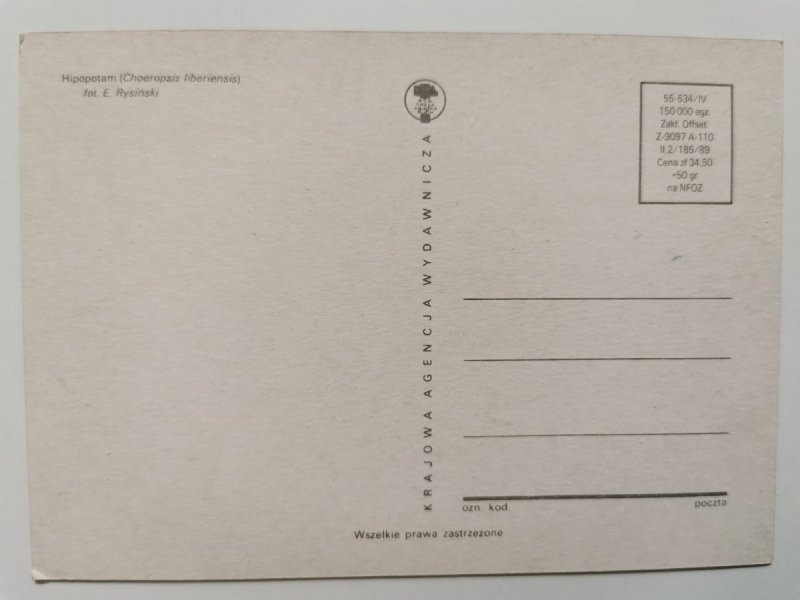 Hipopotam (Choeropsis liberiensis)
fot. E. Rysiński
KRAJOWA AGENCJA WYDAWNICZA
55-534/IV
150 000 egz.
Zakł. Offset.
Z-9097 A-110
II.2/185/89
Cena zł 34,50
+50 gr
na NFOZ
ozn. kod
poczta
Wszelkie prawa zastrzeżone